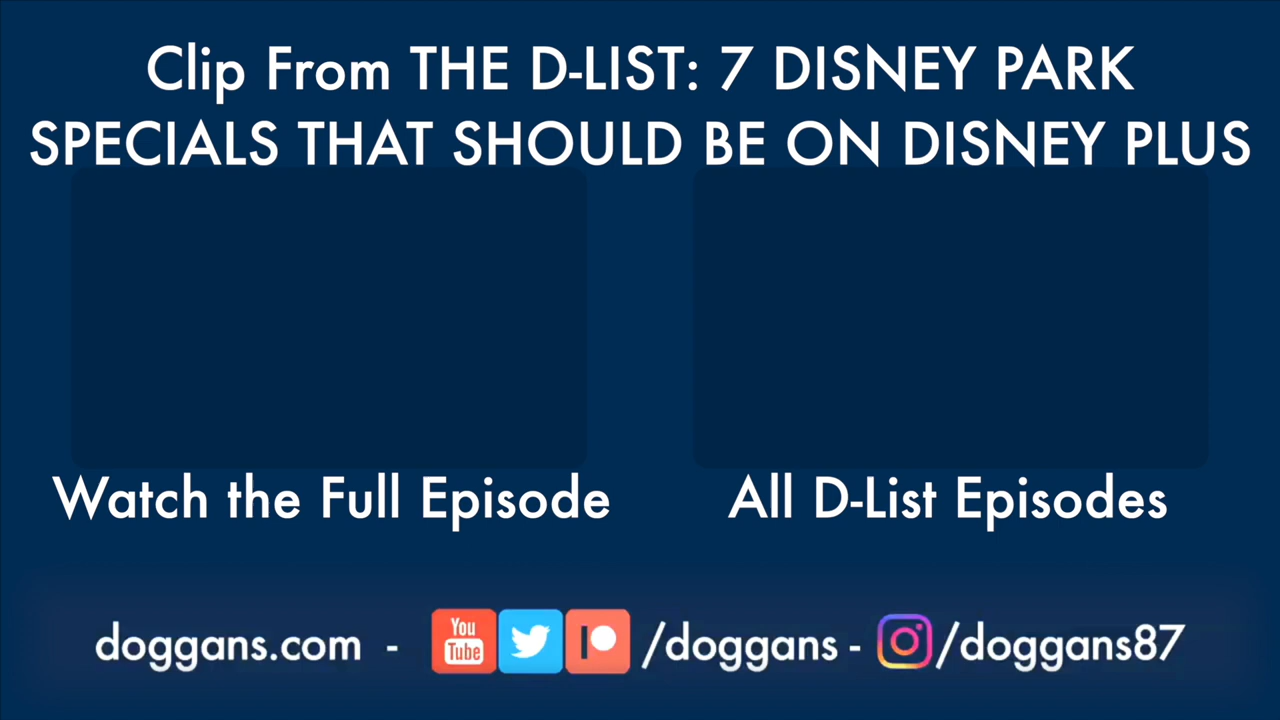 Clip From THE D-LIST: 7 DISNEY PARK
SPECIALS THAT SHOULD BE ON DISNEY PLUS
Watch the Full Episode
All D-List Episodes
doggans.com - You Tube /doggans - /doggans87